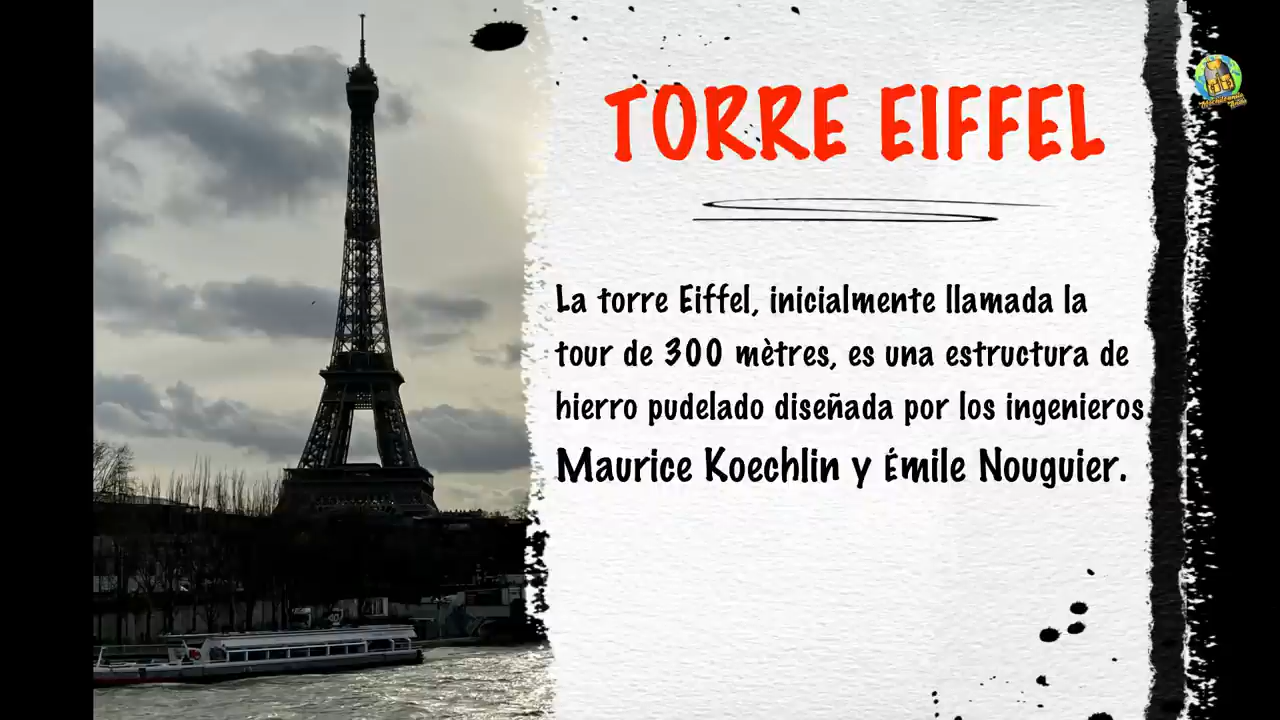 TORRE EIFFEL
La torre Eiffel, inicialmente llamada la
tour de 300 mètres, es una estructura de
hierro pudelado diseñada por los ingenieros
Maurice Koechlin y Émile Nouguier.